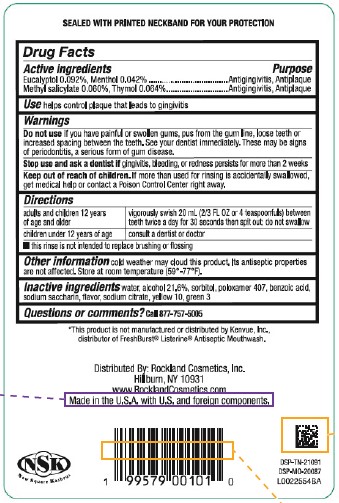 SEALED WITH PRINTED NECKBAND FOR YOUR PROTECTION
Drug Facts
Active ingredients Purpose
Eucalyptol 0.092%, Menthol 0.042% ........................ Antigingivitis, Antiplaque
Methyl salicylate 0.060%, Thymol 0.064% ............... Antigingivitis, Antiplaque
Use helps control plaque that leads to gingivitis
Warnings
Do not use if you have painful or swollen gums, pus from the gum line, loose teeth or
increased spacing between the teeth. See your dentist immediately. These may be signs
of periodontitis, a serious form of gum disease.
Stop use and ask a dentist if gingivitis, bleeding, or redness persists for more than 2 weeks
Keep out of reach of children. If more than used for rinsing is accidentally swallowed,
get medical help or contact a Poison Control Center right away.
Directions
adults and children 12 years
of age and older
vigorously swish 20 mL (2/3 FL OZ or 4 teaspoonfuls) between
teeth twice a day for 30 seconds then spit out; do not swallow
children under 12 years of age consult a dentist or doctor
■ this rinse is not intended to replace brushing or flossing
Other information cold weather may cloud this product. Its antiseptic properties
are not affected. Store at room temperature (59°-77°F).
Inactive ingredients water, alcohol 21.6%, sorbitol, poloxamer 407, benzoic acid,
sodium saccharin, flavor, sodium citrate, yellow 10, green 3
Questions or comments? Call 877-757-5005
*This product is not manufactured or distributed by Kenvue, Inc.,
distributor of FreshBurst® Listerine® Antiseptic Mouthwash.
Distributed By: Rockland Cosmetics, Inc.
Hillburn, NY 10931
www.RocklandCosmetics.com
Made in the U.S.A. with U.S. and foreign components.
NSK
New Square Kashrus
1 99579 00101 0
DSP-TN-21091
DSP-MO-20087
L0022554BA